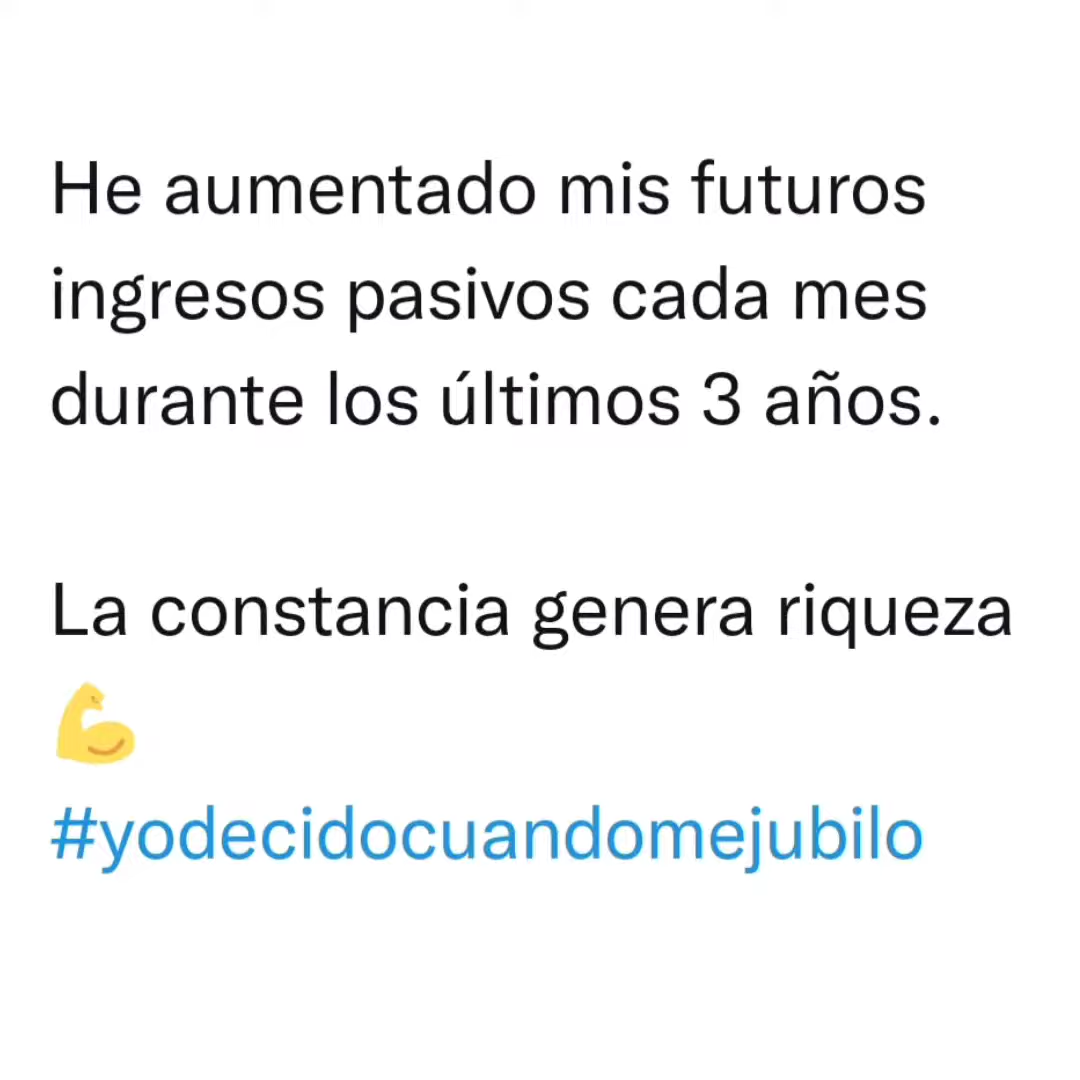 He aumentado mis futuros
ingresos pasivos cada mes
durante los últimos 3 años.
La constancia genera riqueza
💪
#yodecidocuandomejubilo